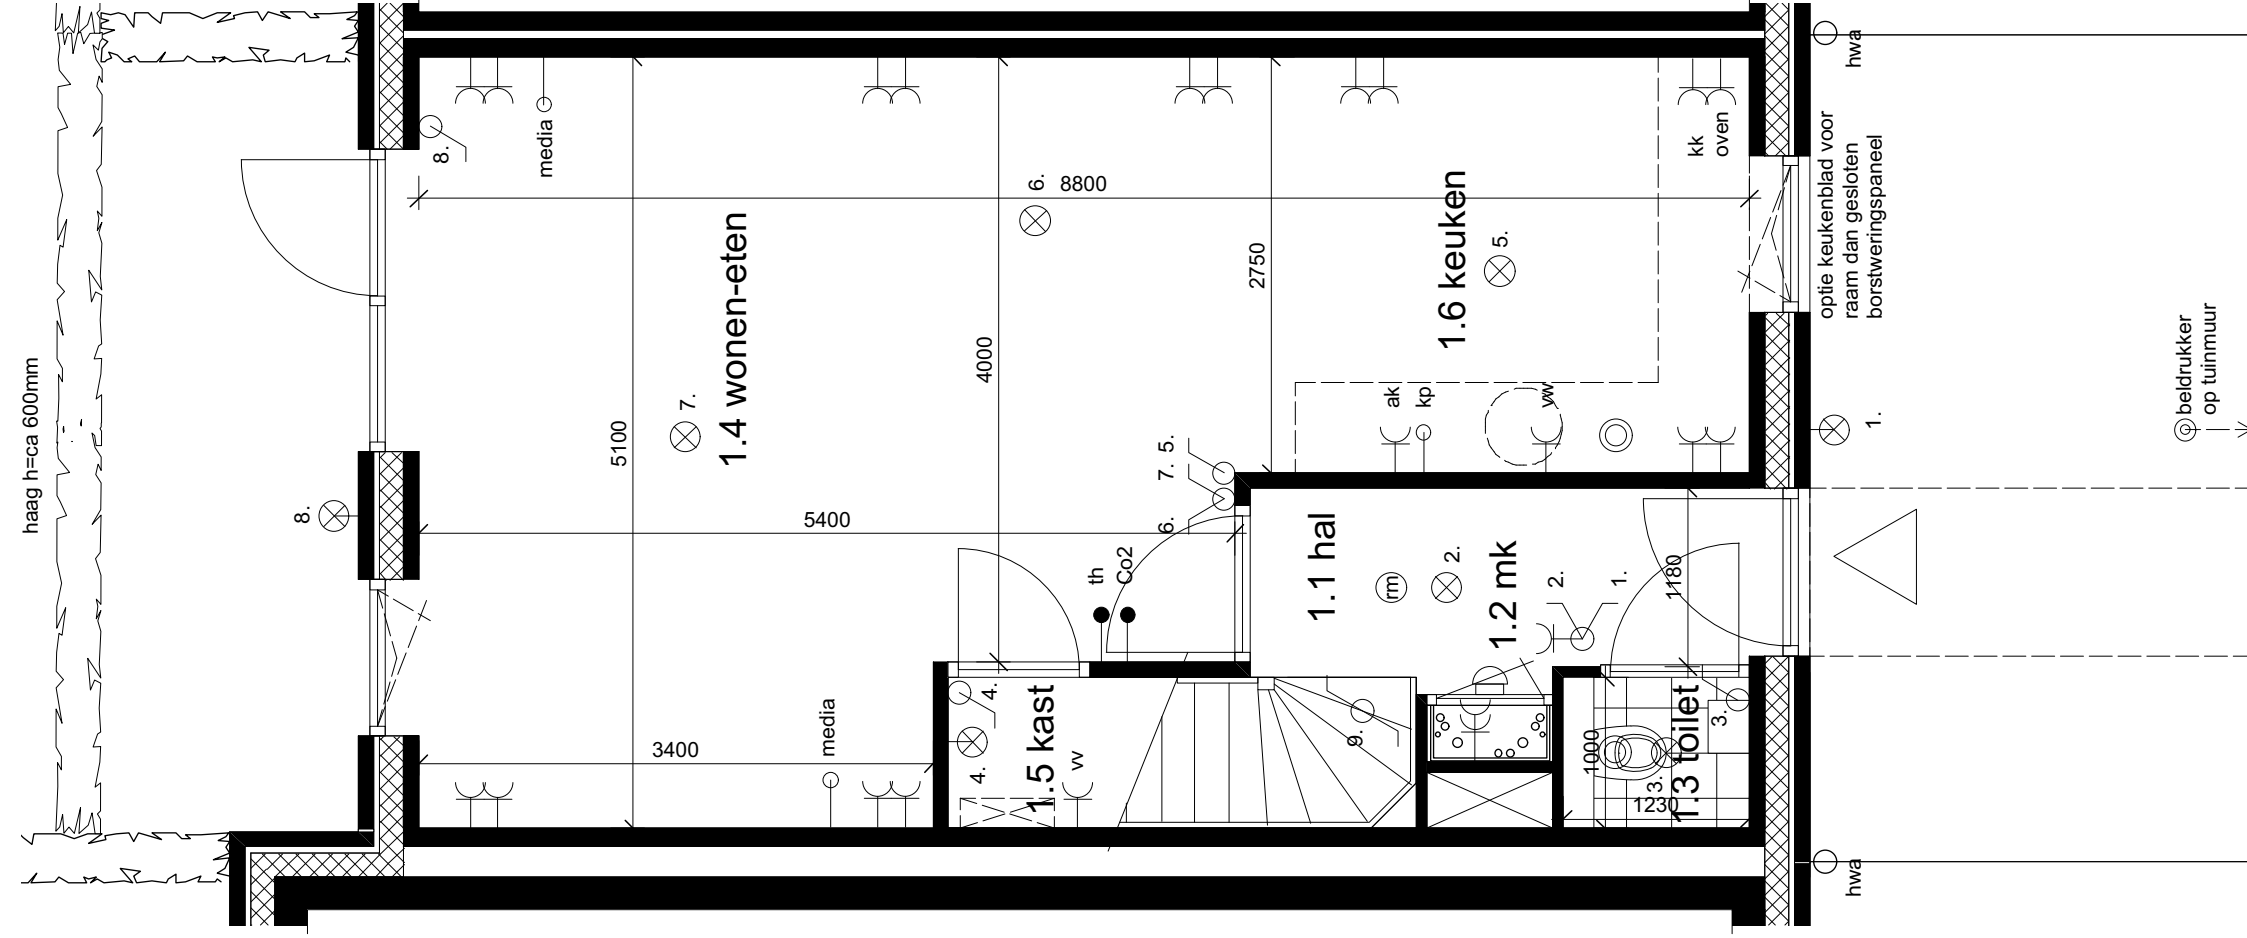 haag h=ca 600mm
8.
8.
media
5100
7.
1.4 wonen-eten
3400
media
5400
8800
6.
4000
4.
4.
1.5 kast
vv
th
Co2
7. 5.
6.
2750
1.1 hal
9.
rm
2.
1.2 mk
2.
1.
1180
1.6 keuken
5.
ak
kp
vw
kk
oven
1000
3.
1230
1.3 toilet
3.
optie keukenblad voor
raam dan gesloten
borstweringspaneel
hwa
1.
hwa
beldrukker
op tuinmuur